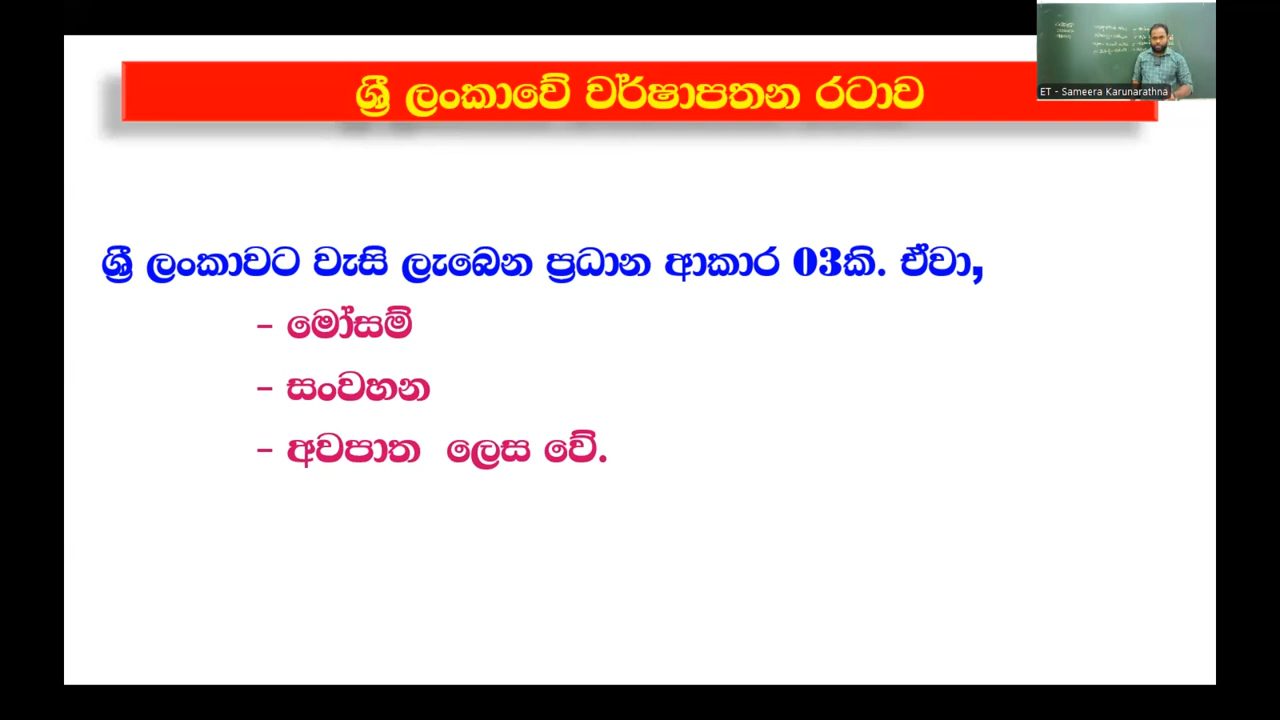 ශ්‍රී ලංකාවේ වර්ෂාපතන රටාව
ET - Sameera Karunarathna
ශ්‍රී ලංකාවට වැසි ලැබෙන ප්‍රධාන ආකාර 03කි. ඒවා,
- මෝසම්
- සංවහන
- අවපාත ලෙස වේ.